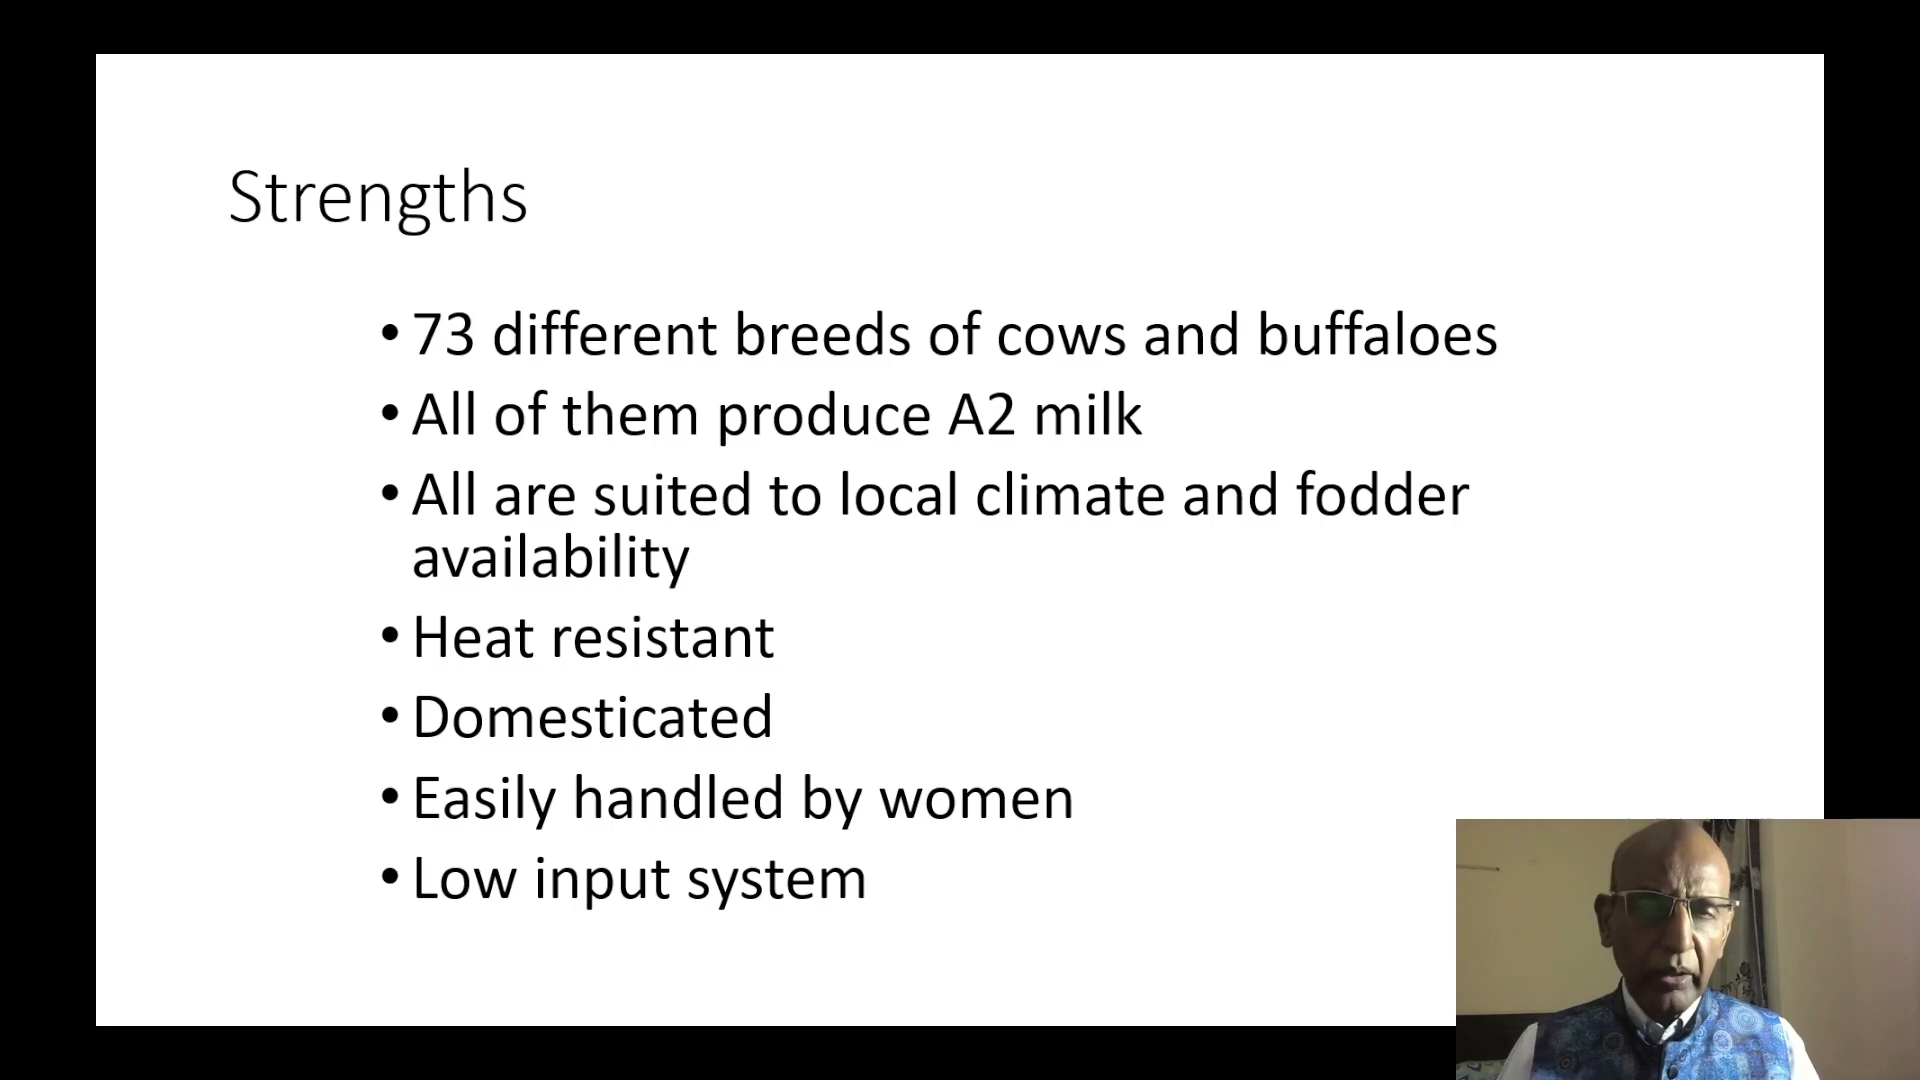 Strengths
• 73 different breeds of cows and buffaloes
• All of them produce A2 milk
• All are suited to local climate and fodder
availability
• Heat resistant
• Domesticated
• Easily handled by women
• Low input system